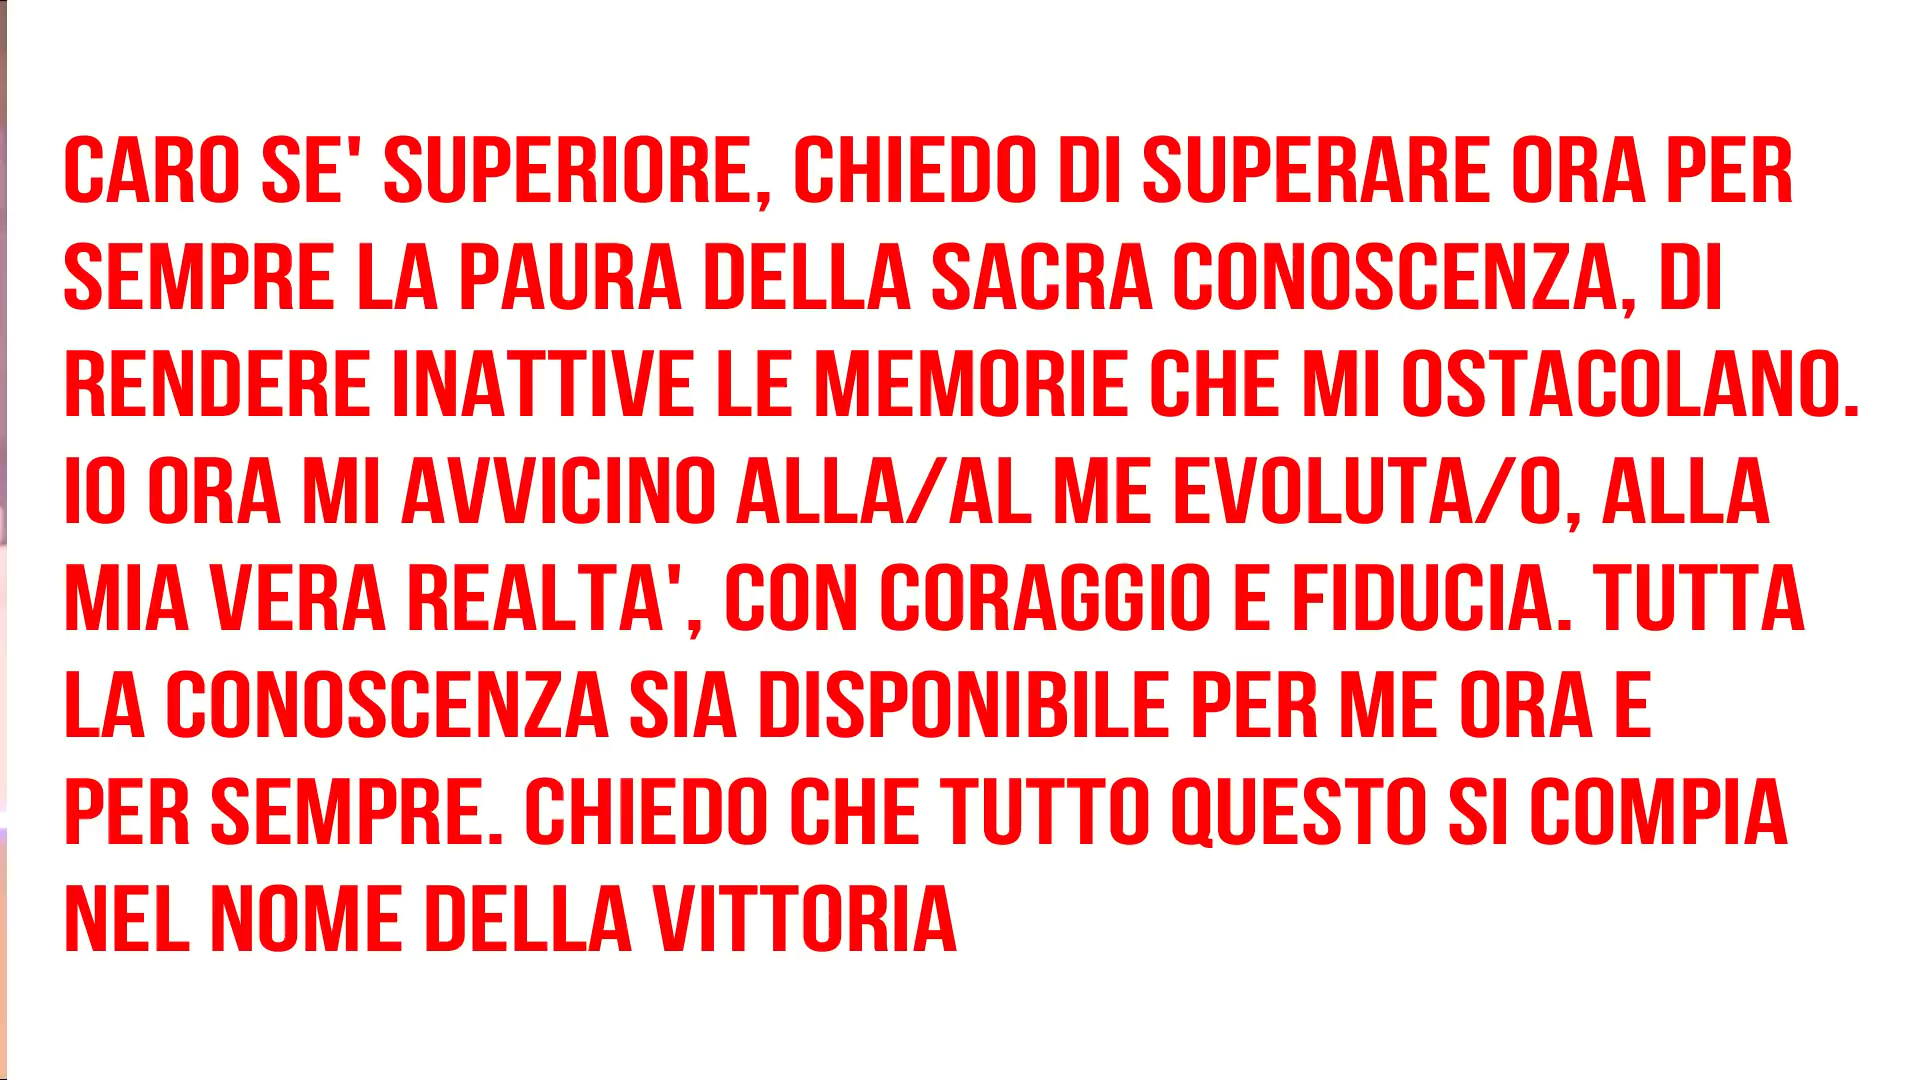 CARO SE' SUPERIORE, CHIEDO DI SUPERARE ORA PER
SEMPRE LA PAURA DELLA SACRA CONOSCENZA, DI
RENDERE INATTIVE LE MEMORIE CHE MI OSTACOLANO.
IO ORA MI AVVICINO ALLA/AL ME EVOLUTA/O, ALLA
MIA VERA REALTA', CON CORAGGIO E FIDUCIA. TUTTA
LA CONOSCENZA SIA DISPONIBILE PER ME ORA E
PER SEMPRE. CHIEDO CHE TUTTO QUESTO SI COMPIA
NEL NOME DELLA VITTORIA